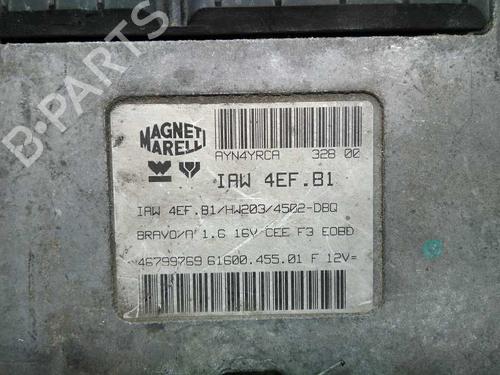 B-PARTS
MAGNETI MARELLI
AYN4YRCA 328 00
IAW 4EF.B1
IAW 4EF.B1/HW203/4502-DBQ
BRAVO/A 1.6 16V CEE F3 EOBD
46799769 61600.455.01 F 12V=